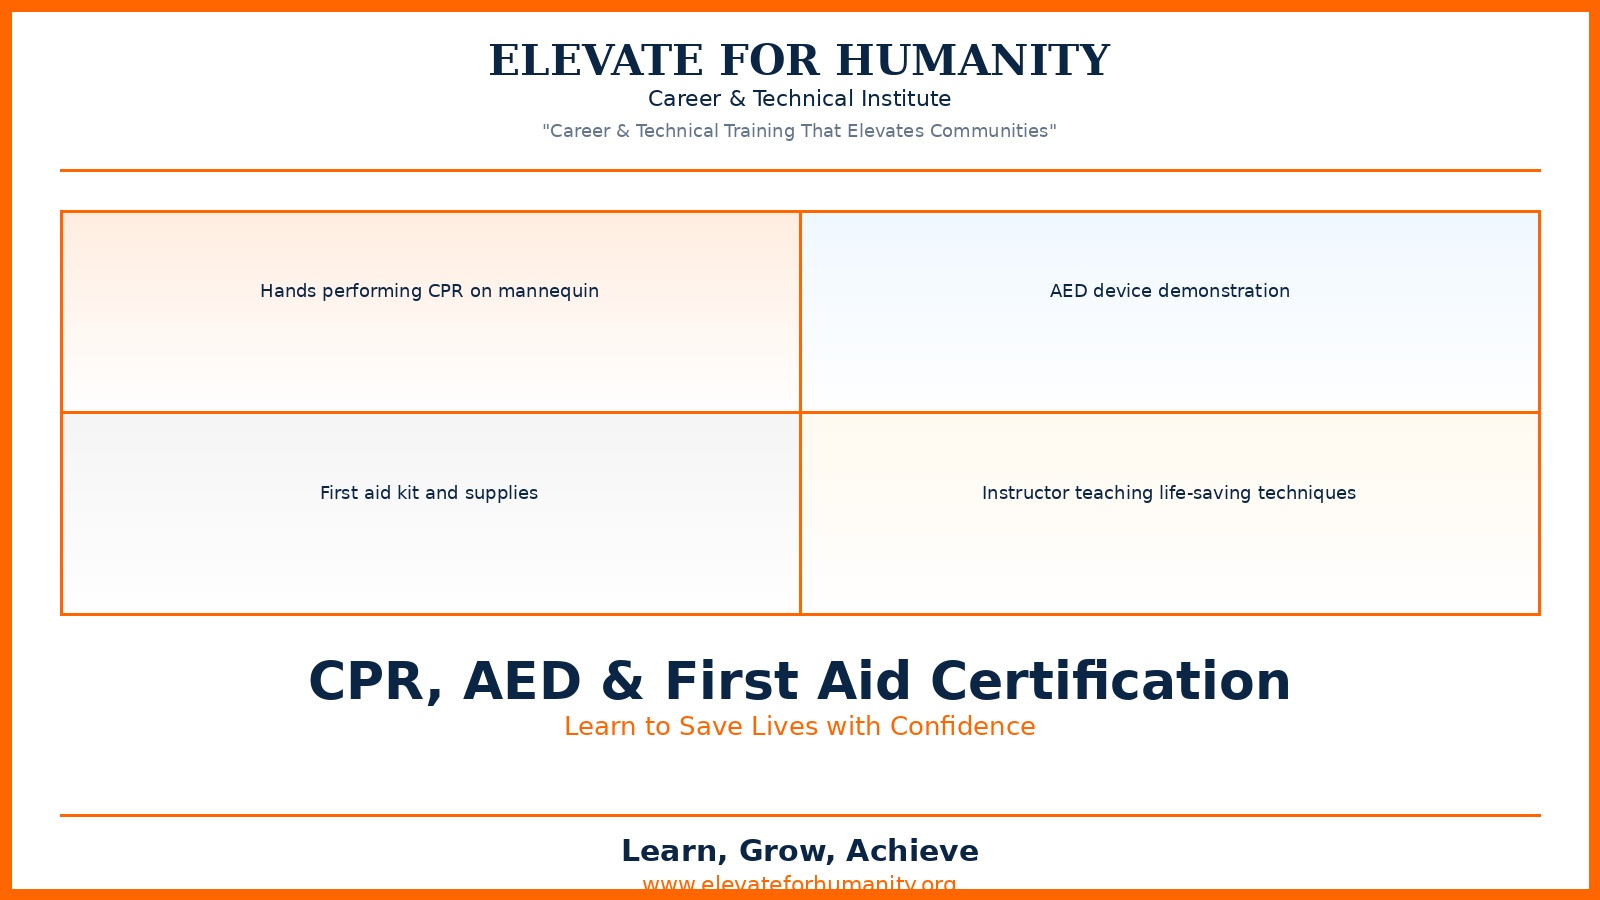 ELEVATE FOR HUMANITY
Career & Technical Institute
"Career & Technical Training That Elevates Communities"
Hands performing CPR on mannequin
AED device demonstration
First aid kit and supplies
Instructor teaching life-saving techniques
CPR, AED & First Aid Certification
Learn to Save Lives with Confidence
Learn, Grow, Achieve
www.elevateforhumanity.org